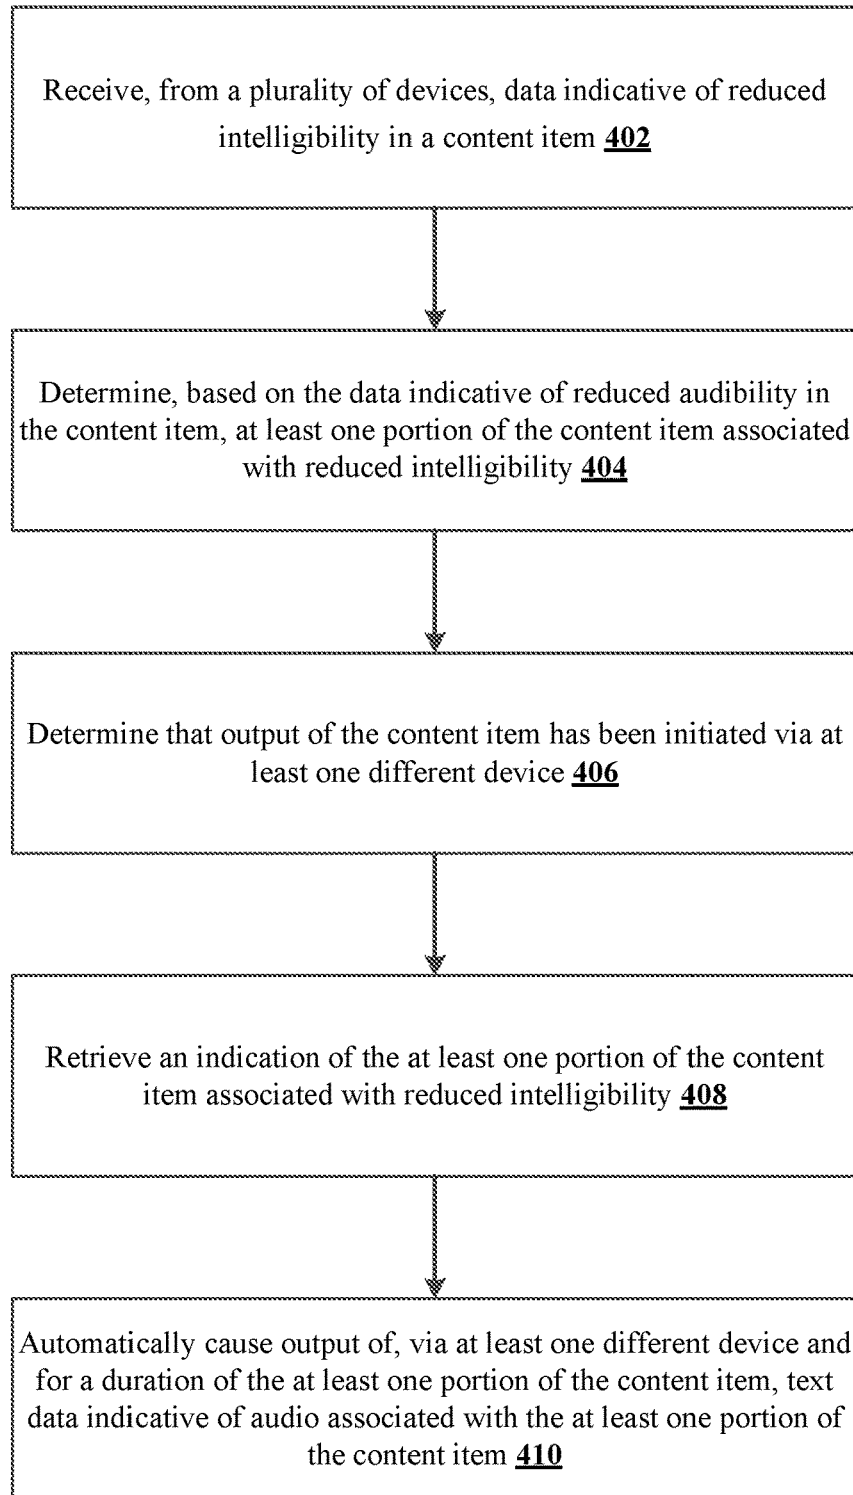 Receive, from a plurality of devices, data indicative of reduced
intelligibility in a content item 402
Determine, based on the data indicative of reduced audibility in
the content item, at least one portion of the content item associated
with reduced intelligibility 404
Determine that output of the content item has been initiated via at
least one different device 406
Retrieve an indication of the at least one portion of the content
item associated with reduced intelligibility 408
Automatically cause output of, via at least one different device and
for a duration of the at least one portion of the content item, text
data indicative of audio associated with the at least one portion of
the content item 410